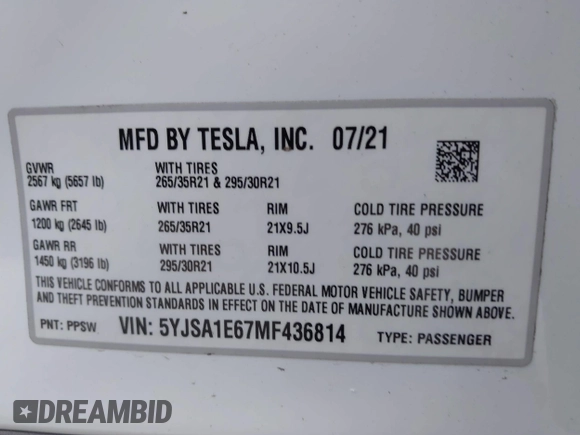 MFD BY TESLA, INC. 07/21
GVWR WITH TIRES
2567 kg (5657 lb) 265/35R21 & 295/30R21
GAWR FRT WITH TIRES RIM COLD TIRE PRESSURE
1200 kg (2645 lb) 265/35R21 21X9.5J 276 kPa, 40 psi
GAWR RR WITH TIRES RIM COLD TIRE PRESSURE
1450 kg (3196 lb) 295/30R21 21X10.5J 276 kPa, 40 psi
THIS VEHICLE CONFORMS TO ALL APPLICABLE U.S. FEDERAL MOTOR VEHICLE SAFETY, BUMPER
AND THEFT PREVENTION STANDARDS IN EFFECT ON THE DATE OF MANUFACTURE SHOWN ABOVE.
PNT: PPSW VIN: 5YJSA1E67MF436814 TYPE: PASSENGER
DREAMBID